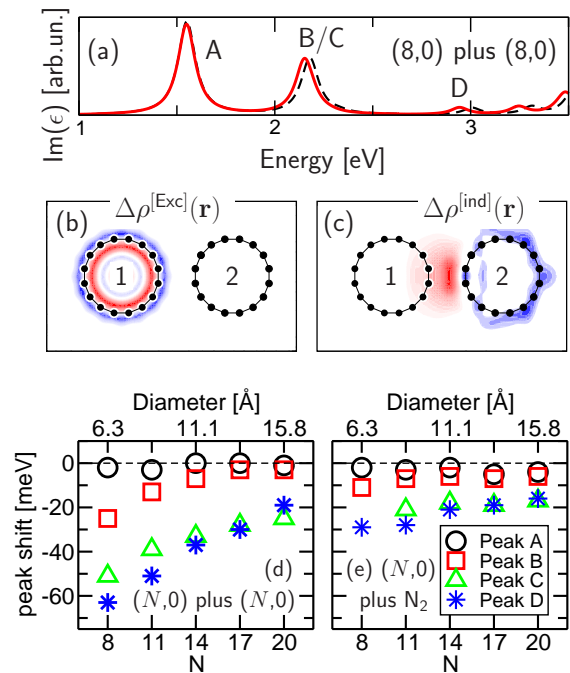 (a)
A
B/C
(8,0) plus (8,0)
D
Im(ϵ) [arb.un.]
1 2 3
Energy [eV]
(b) Δρ^[Exc](r)
1 2
(c) Δρ^[ind](r)
1 2
Diameter [Å]
6.3 11.1 15.8
peak shift [meV]
0
-20
-40
-60
(d)
(N,0) plus (N,0)
8 11 14 17 20
N
Diameter [Å]
6.3 11.1 15.8
(e) (N,0)
plus N₂
Peak A
Peak B
Peak C
Peak D
8 11 14 17 20
N